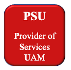 PSU
Provider of
Services
UAM